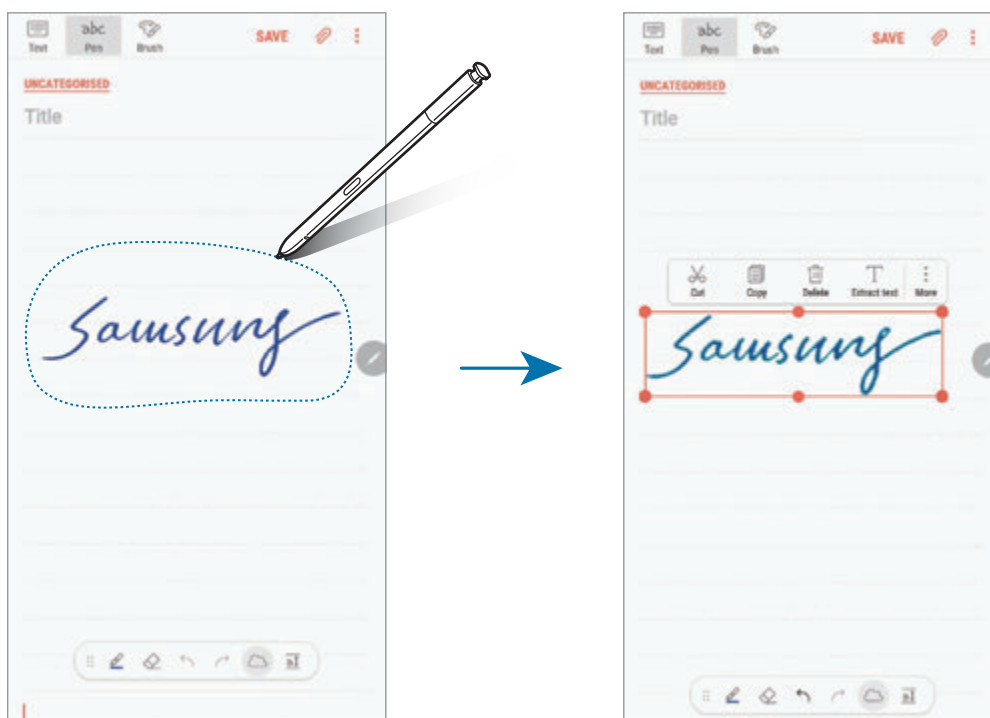 abc
SAVE
Text
Pen
Brush
UNCATEGORISED
Title
Samsung
abc
SAVE
Text
Pen
Brush
UNCATEGORISED
Title
Cut
Copy
Delete
Extract text
More
Samsung